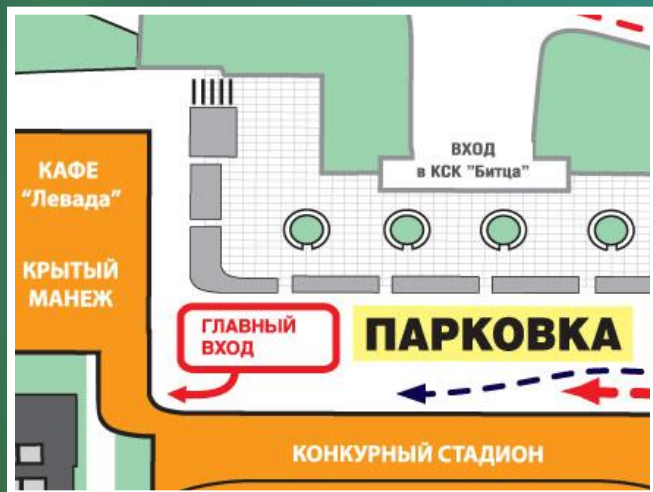 ВХОД
в КСК "Битца"
КАФЕ
"Левада"
КРЫТЫЙ
МАНЕЖ
ГЛАВНЫЙ
ВХОД
ПАРКОВКА
КОНКУРНЫЙ СТАДИОН